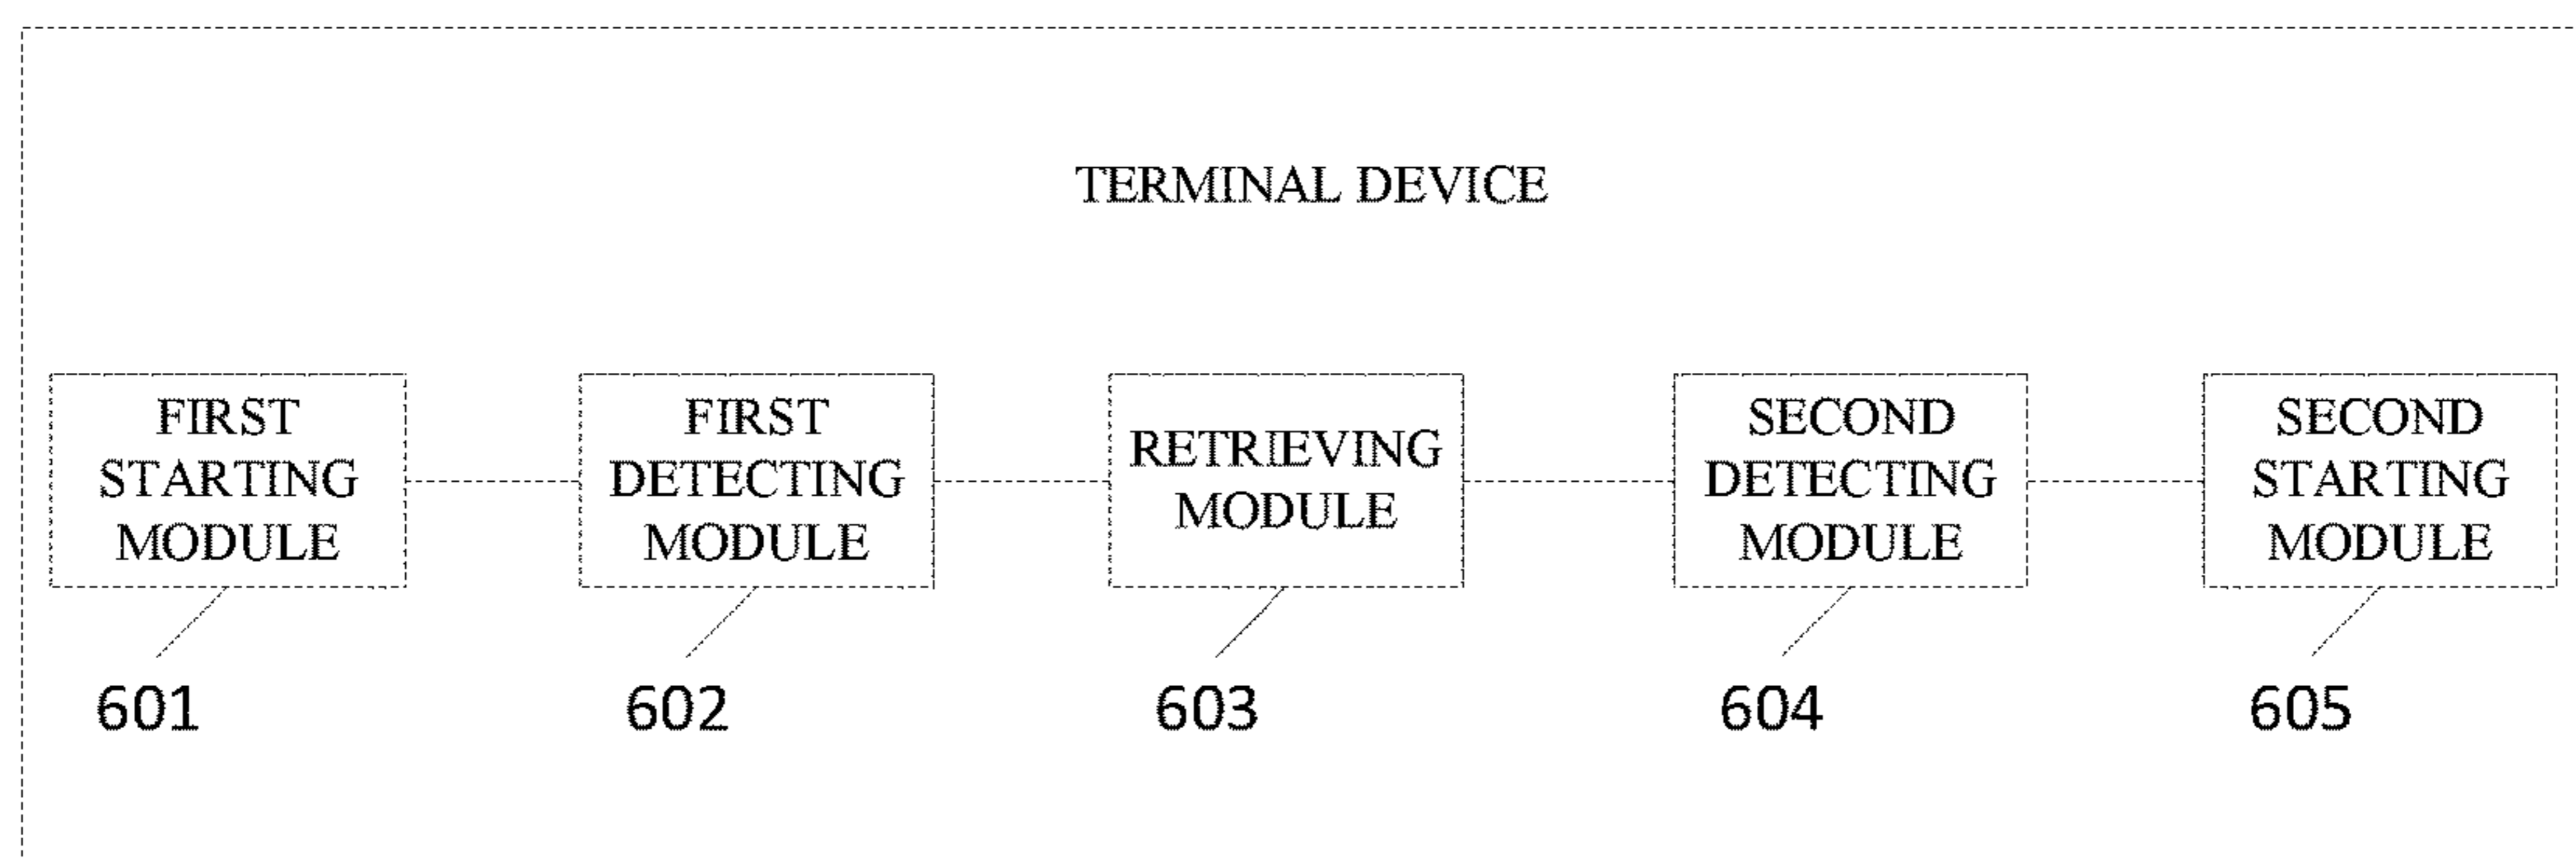 TERMINAL DEVICE
FIRST
STARTING
MODULE
FIRST
DETECTING
MODULE
RETRIEVING
MODULE
SECOND
DETECTING
MODULE
SECOND
STARTING
MODULE
601
602
603
604
605